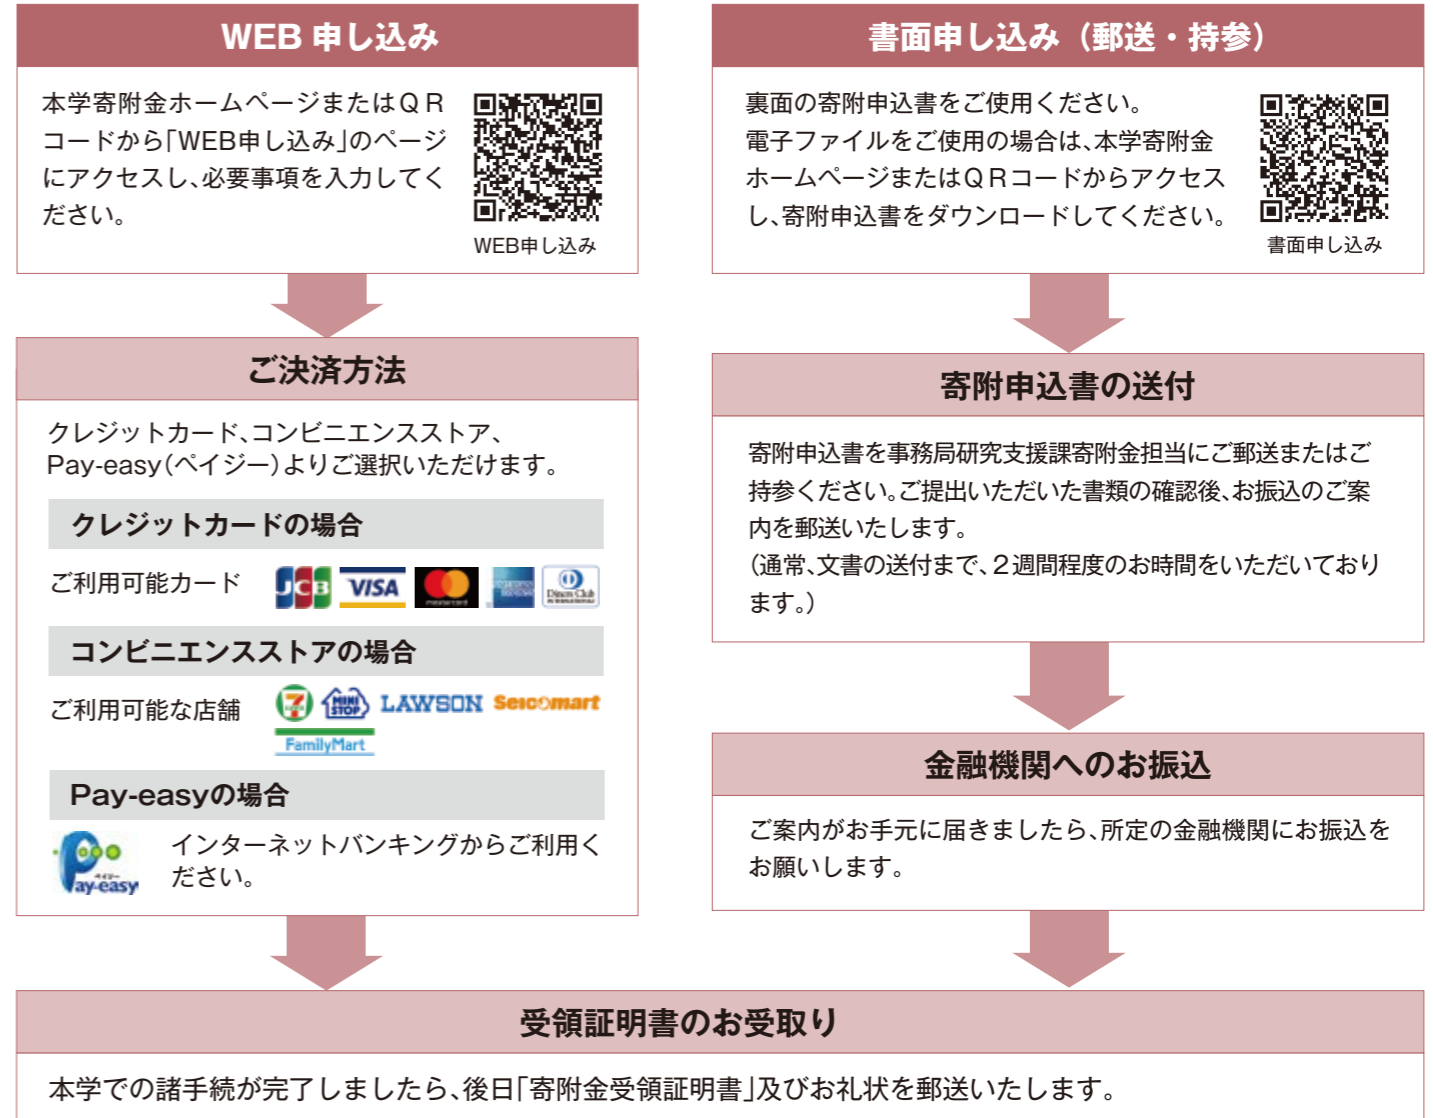 WEB 申し込み
本学寄附金ホームページまたはＱＲ
コードから「WEB申し込み」のページ
にアクセスし、必要事項を入力してく
ださい。
WEB申し込み
ご決済方法
クレジットカード、コンビニエンスストア、
Pay-easy（ペイジー）よりご選択いただけます。
クレジットカードの場合
ご利用可能カード
JCB VISA mastercard Diners Club
コンビニエンスストアの場合
ご利用可能な店舗
MINI STOP LAWSON Seicomart
FamilyMart
Pay-easyの場合
Pay-easy
インターネットバンキングからご利用く
ださい。
書面申し込み（郵送・持参）
裏面の寄附申込書をご使用ください。
電子ファイルをご使用の場合は、本学寄附金
ホームページまたはＱＲコードからアクセス
し、寄附申込書をダウンロードしてください。
書面申し込み
寄附申込書の送付
寄附申込書を事務局研究支援課寄附金担当にご郵送またはご
持参ください。ご提出いただいた書類の確認後、お振込のご案
内を郵送いたします。
（通常、文書の送付まで、２週間程度のお時間をいただいており
ます。）
金融機関へのお振込
ご案内がお手元に届きましたら、所定の金融機関にお振込を
お願いします。
受領証明書のお受取り
本学での諸手続が完了しましたら、後日「寄附金受領証明書」及びお礼状を郵送いたします。